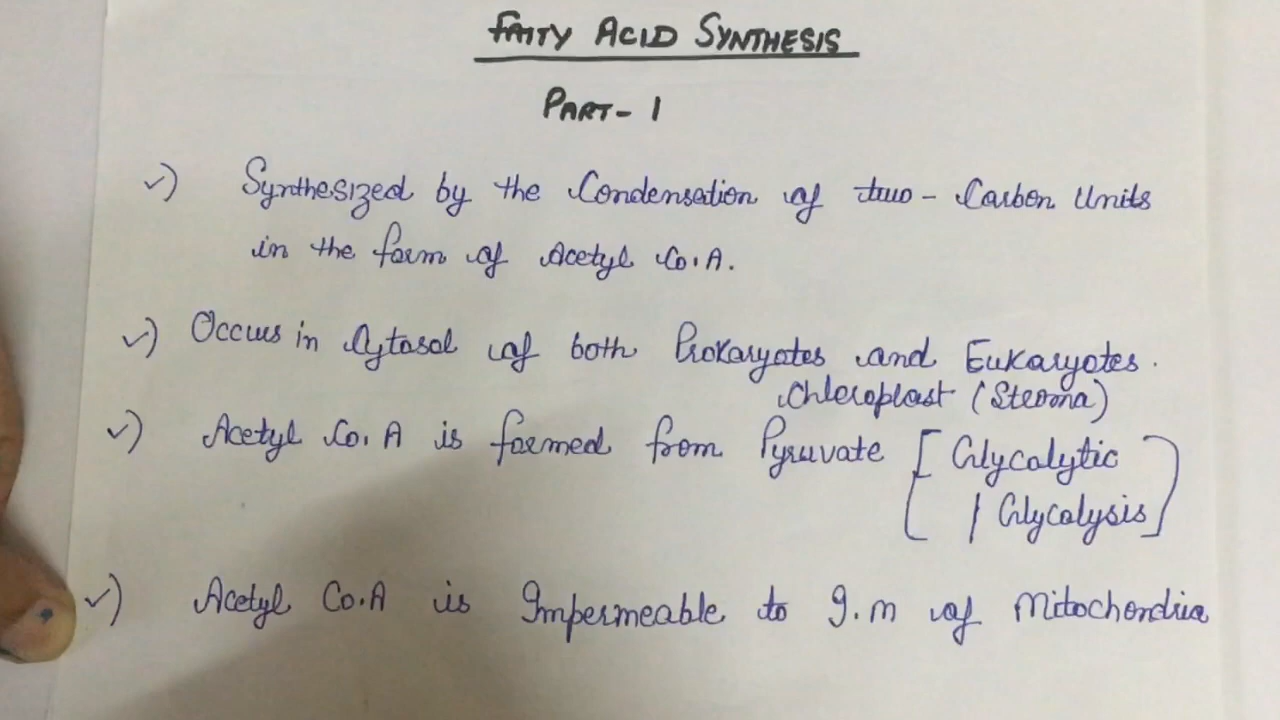 FATTY ACID SYNTHESIS
PART- 1
✓) Synthesized by the Condensation of two - Carbon Units
in the form of Acetyl Co.A.
✓) Occurs in Cytosol of both Prokaryotes and Eukaryotes.
Chloroplast (Stroma)
✓) Acetyl Co. A is formed from Pyruvate [ Glycolytic
/ Glycolysis ]
✓) Acetyl Co.A is Impermeable to I.m of Mitochondria